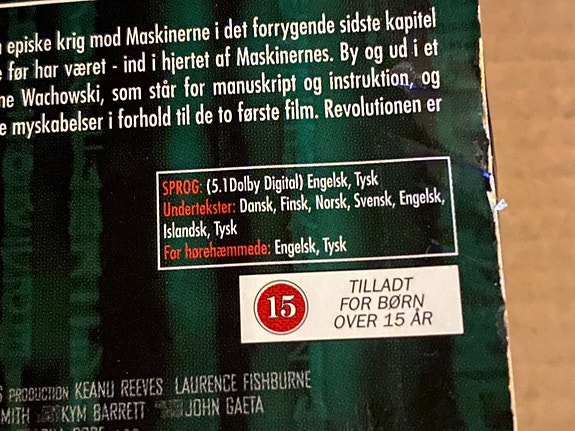 episke krig mod Maskinerne i det forrygende sidste kapitel
før har været - ind i hjertet af Maskinernes. By og ud i et
ne Wachowski, som står for manuskript og instruktion, og
e myskabelser i forhold til de to første film. Revolutionen er
SPROG: (5.1Dolby Digital) Engelsk, Tysk
Undertekster: Dansk, Finsk, Norsk, Svensk, Engelsk,
Islandsk, Tysk
For hørehæmmede: Engelsk, Tysk
15
TILLADT
FOR BØRN
OVER 15 ÅR
S PRODUCTION KEANU REEVES LAURENCE FISHBURNE
MITH KYM BARRETT JOHN GAETA